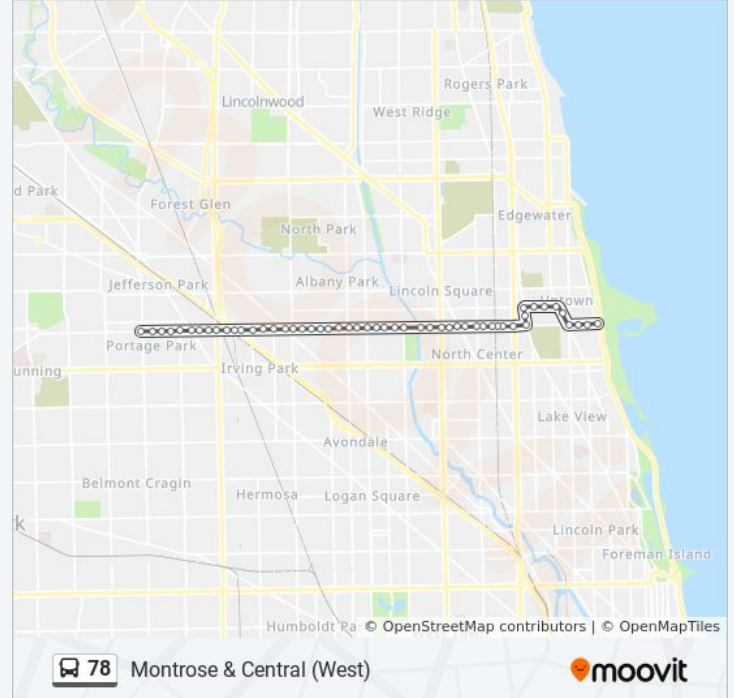 Rogers Park
Lincolnwood
West Ridge
d Park
Forest Glen
Edgewater
North Park
Jefferson Park
Albany Park
Lincoln Square
Uptown
Portage Park
North Center
unning
Irving Park
Lake View
Avondale
Belmont Cragin
Hermosa
Logan Square
k
Lincoln Park
Foreman Island
Humboldt Pa
© OpenStreetMap contributors | © OpenMapTiles
78 Montrose & Central (West)
moovit